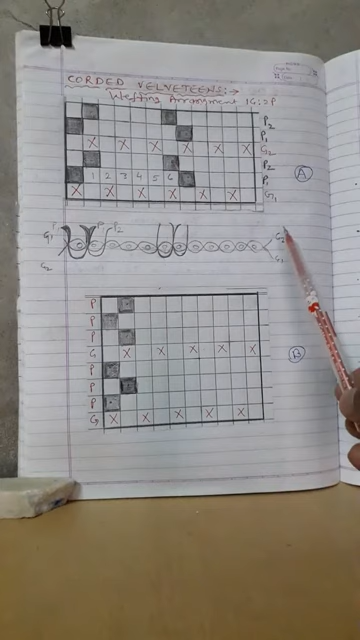 CORDED VELVETEENS:→
Wefting Arrangment 1G:2P
P2
P1
X X X X X X G2
P2
1 2 3 4 5 6 P1
X X X X X X G1
A
G1 P1 P2
G2
P
P
P
G X X X X X
B
P
P
P
G X X X X X